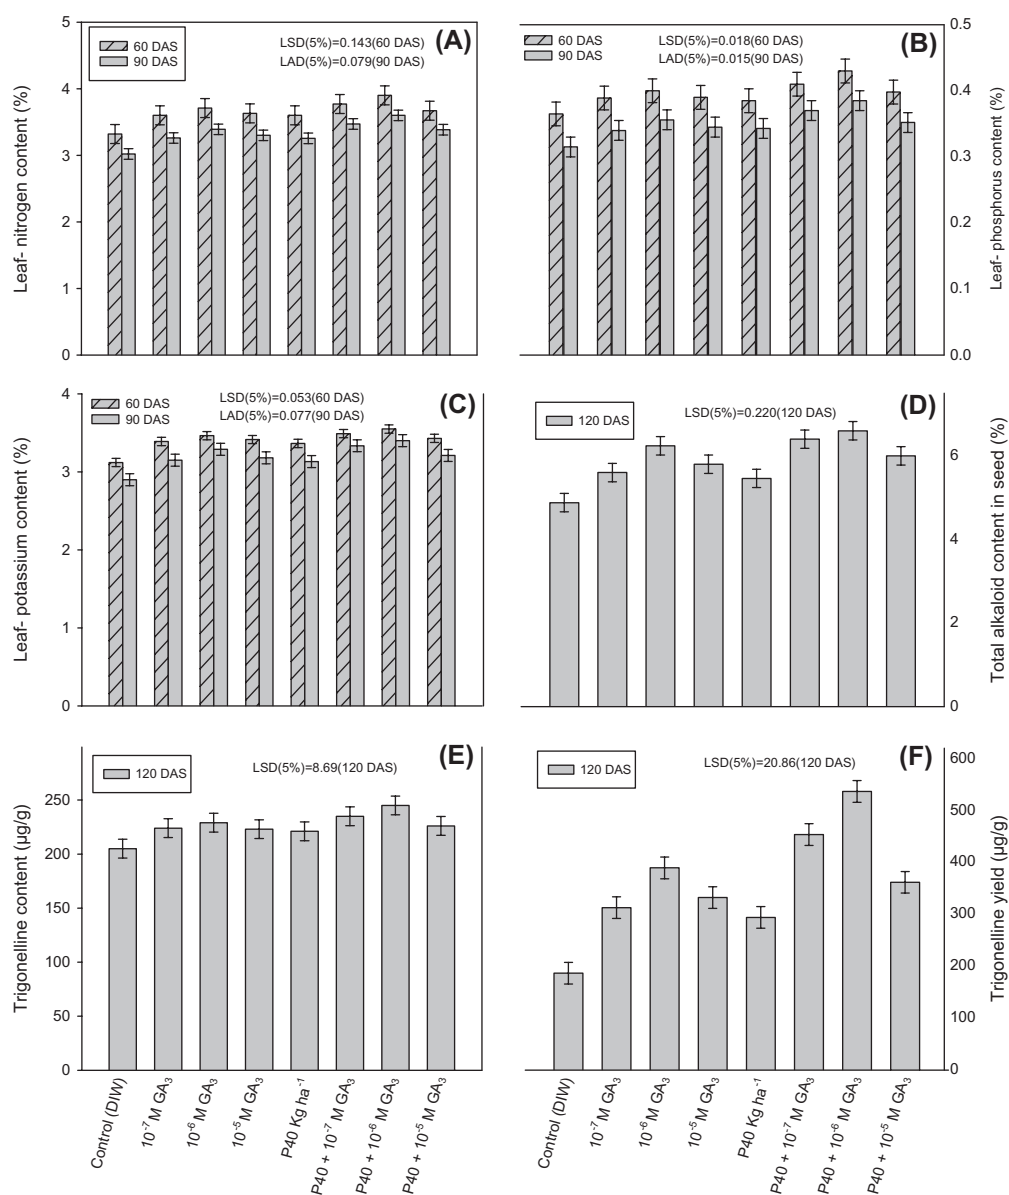 (A)
60 DAS
90 DAS
LSD(5%)=0.143(60 DAS)
LAD(5%)=0.079(90 DAS)
Leaf- nitrogen content (%)
5
4
3
2
1
0
(B)
60 DAS
90 DAS
LSD(5%)=0.018(60 DAS)
LAD(5%)=0.015(90 DAS)
Leaf- phosphorus content (%)
0.5
0.4
0.3
0.2
0.1
0.0
(C)
60 DAS
90 DAS
LSD(5%)=0.053(60 DAS)
LAD(5%)=0.077(90 DAS)
Leaf- potassium content (%)
4
3
2
1
0
(D)
120 DAS
LSD(5%)=0.220(120 DAS)
Total alkaloid content in seed (%)
6
4
2
0
(E)
120 DAS
LSD(5%)=8.69(120 DAS)
Trigonelline content (µg/g)
250
200
150
100
50
0
Control (DIW)
10⁻⁷ M GA₃
10⁻⁶ M GA₃
10⁻⁵ M GA₃
P40 Kg ha⁻¹
P40 + 10⁻⁷ M GA₃
P40 + 10⁻⁶ M GA₃
P40 + 10⁻⁵ M GA₃
(F)
120 DAS
LSD(5%)=20.86(120 DAS)
Trigonelline yield (µg/g)
600
500
400
300
200
100
0
Control (DIW)
10⁻⁷ M GA₃
10⁻⁶ M GA₃
10⁻⁵ M GA₃
P40 Kg ha⁻¹
P40 + 10⁻⁷ M GA₃
P40 + 10⁻⁶ M GA₃
P40 + 10⁻⁵ M GA₃